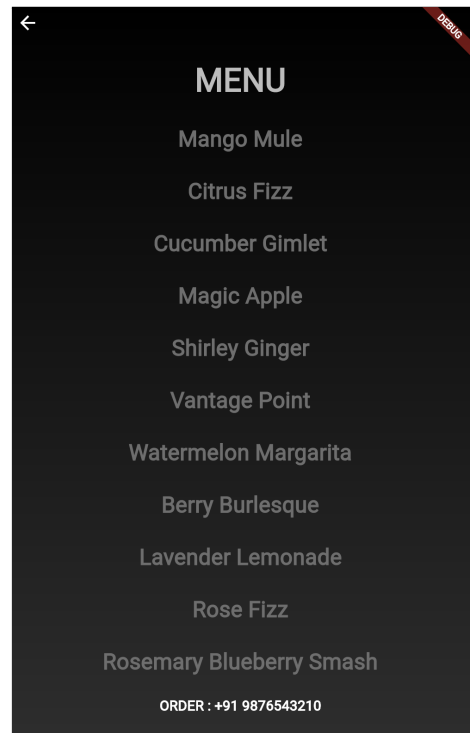 DEBUG
MENU
Mango Mule
Citrus Fizz
Cucumber Gimlet
Magic Apple
Shirley Ginger
Vantage Point
Watermelon Margarita
Berry Burlesque
Lavender Lemonade
Rose Fizz
Rosemary Blueberry Smash
ORDER : +91 9876543210